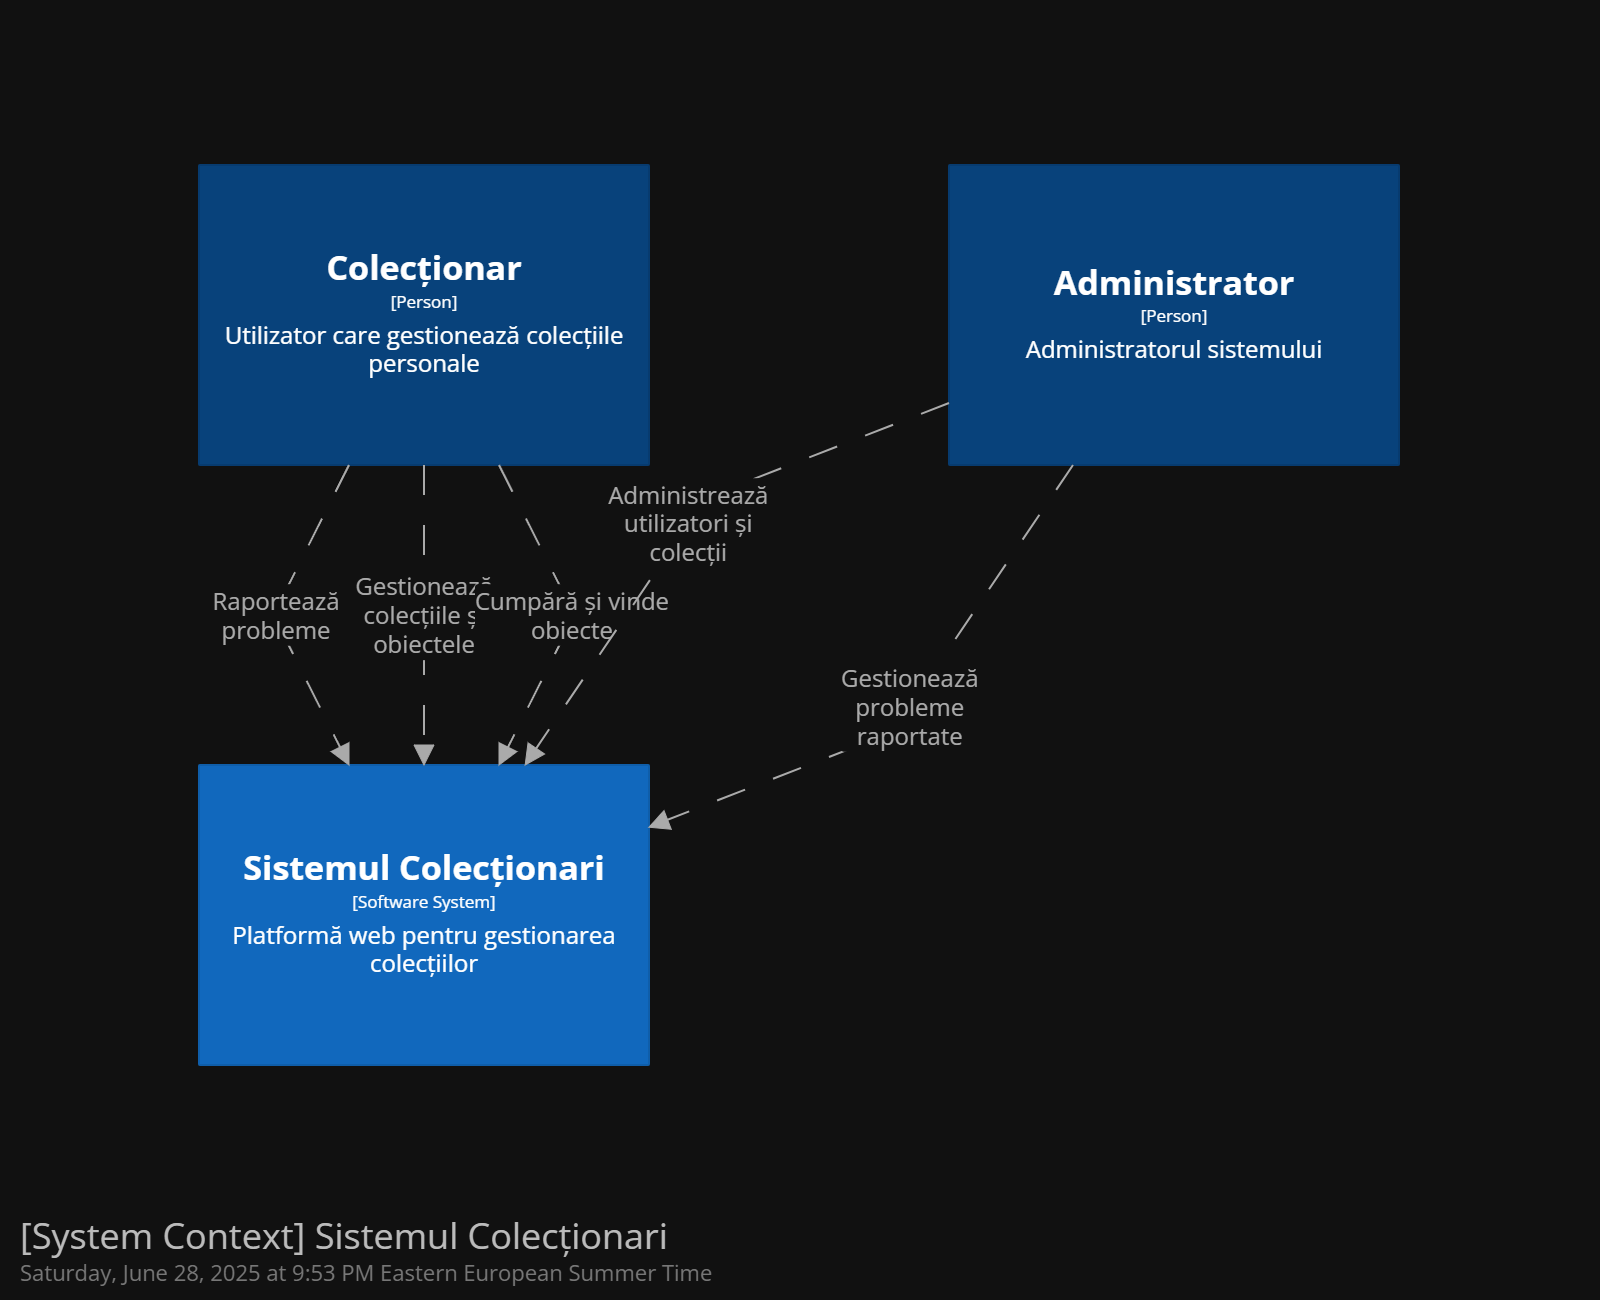 Colecționar
[Person]
Utilizator care gestionează colecțiile
personale
Administrator
[Person]
Administratorul sistemului
Administrează
utilizatori și
colecții
Raportează
probleme
Gestionează
colecțiile ș
obiectele
Cumpără și vinde
obiecte
Gestionează
probleme
raportate
Sistemul Colecționari
[Software System]
Platformă web pentru gestionarea
colecțiilor
[System Context] Sistemul Colecționari
Saturday, June 28, 2025 at 9:53 PM Eastern European Summer Time